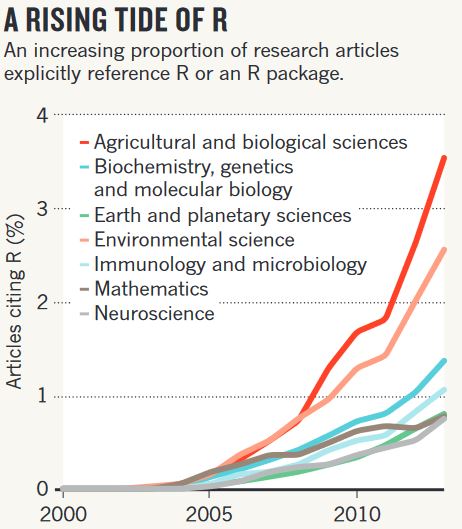 A RISING TIDE OF R
An increasing proportion of research articles
explicitly reference R or an R package.
4
Agricultural and biological sciences
Biochemistry, genetics
and molecular biology
3
Earth and planetary sciences
Environmental science
Immunology and microbiology
2
Mathematics
Neuroscience
1
0
Articles citing R (%)
2000
2005
2010